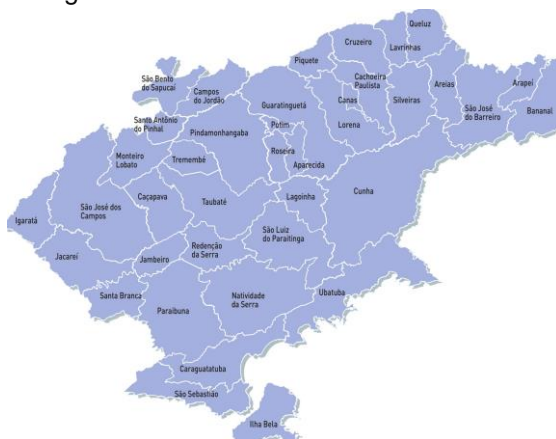 Queluz
Cruzeiro
Lavrinhas
Piquete
São Bento
do Sapucaí
Campos
do Jordão
Cachoeira
Paulista
Areias
Arapeí
Guaratinguetá
Canas
Silveiras
São José
do Barreiro
Bananal
Santo Antônio
do Pinhal
Pindamonhangaba
Potim
Lorena
Monteiro
Lobato
Tremembé
Roseira
Aparecida
Cunha
São José dos
Campos
Caçapava
Taubaté
Lagoinha
Igaratá
São Luiz
do Paraitinga
Jacareí
Jambeiro
Redenção
da Serra
Santa Branca
Paraibuna
Natividade
da Serra
Ubatuba
Caraguatatuba
São Sebastião
Ilha Bela